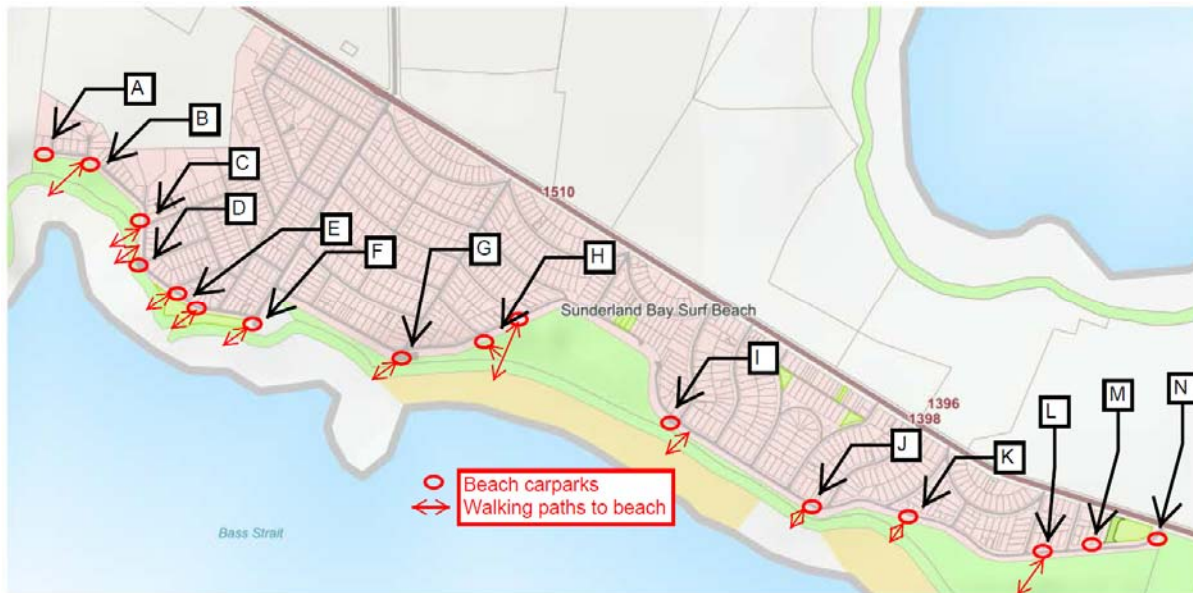 A
B
C
D
E
F
G
H
1510
Sunderland Bay Surf Beach
I
1396
1398
J
K
L
M
N
Beach carparks
Walking paths to beach
Bass Strait